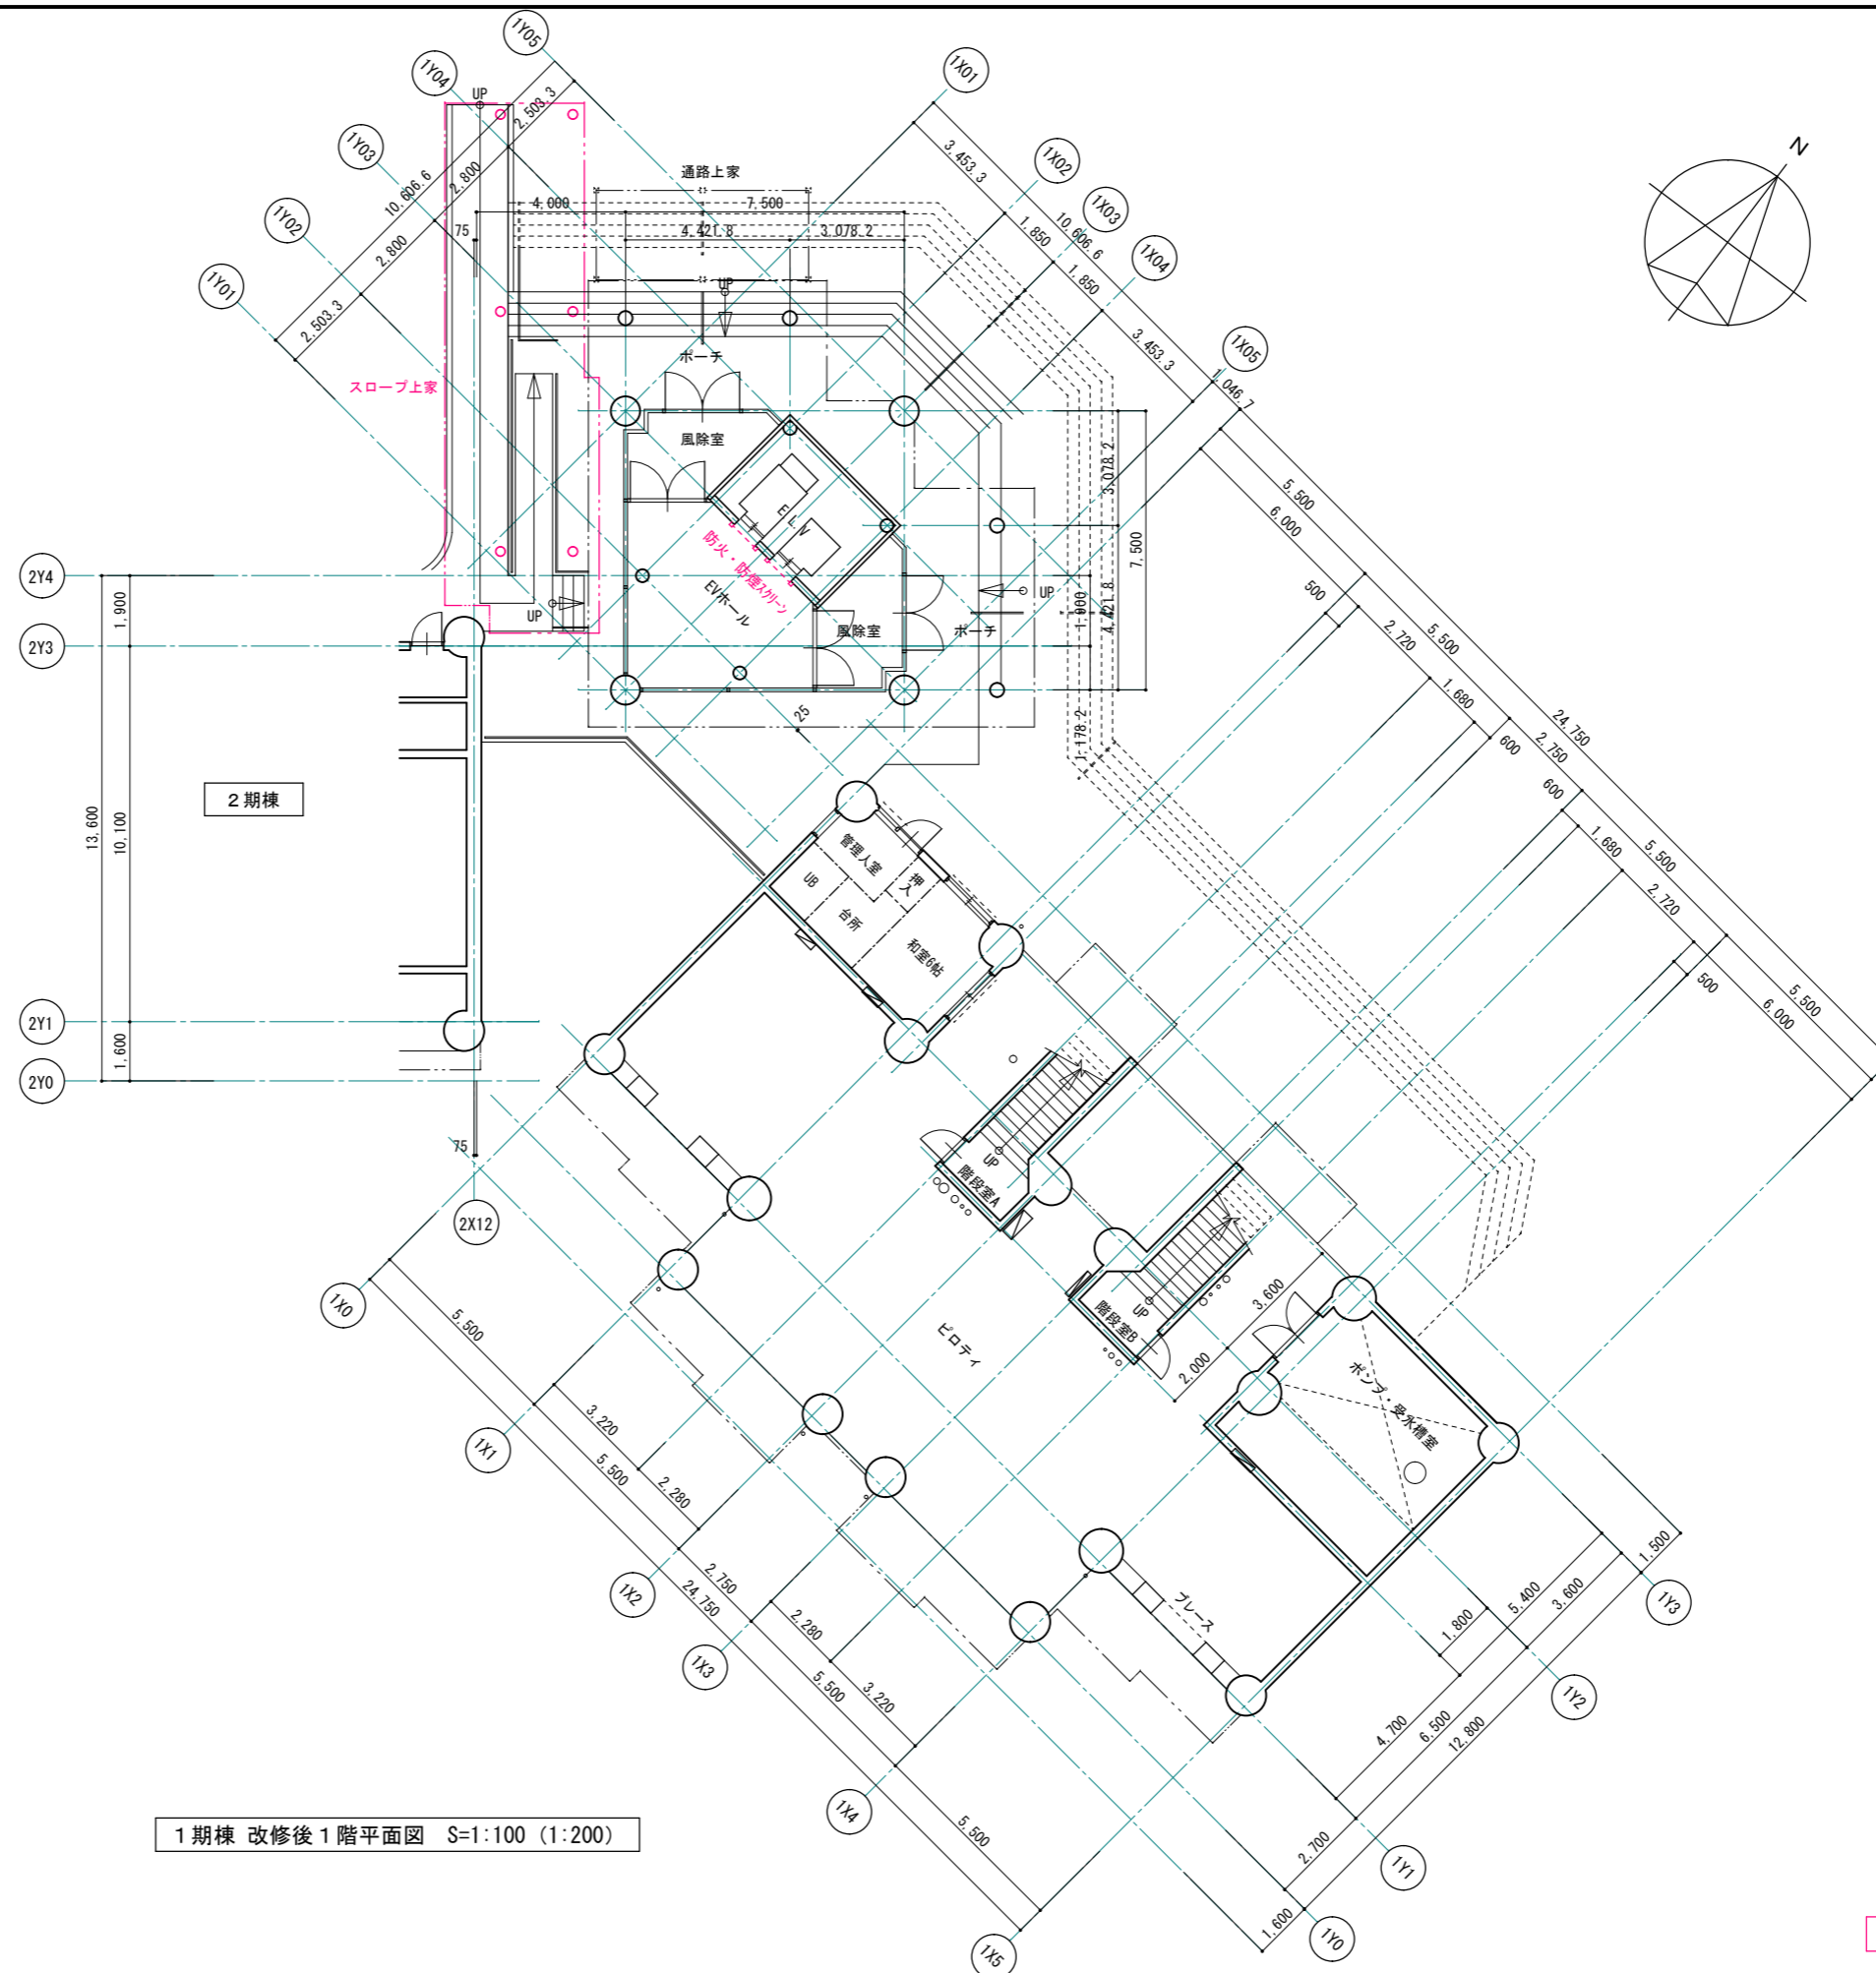 1Y05
1Y04
1Y03
1Y02
1Y01
1X01
1X02
1X03
1X04
1X05
N
UP
2,503.3
2,800
10,606.6
2,800
2,503.3
通路上家
4,000
7,500
75
4,421.8
3,078.2
3,453.3
1,850
10,606.6
1,850
3,453.3
1,046.7
UP
ポーチ
スロープ上家
風除室
ELV
防火・防煙スクリーン
EVホール
風除室
ポーチ
UP
UP
3,078.2
7,500
1,900
4,421.8
1,178.2
25
5,500
6,000
500
2,720
5,500
1,680
600
2,750
24,750
600
1,680
5,500
2,720
500
5,500
6,000
2Y4
1,900
2Y3
13,600
10,100
2Y1
1,600
2Y0
2期棟
75
2X12
管理人室
UB
押入
台所
和室6帖
UP
階段室A
UP
階段室B
3,600
2,000
ピロティ
ポンプ・受水槽室
ブレース
1X0
1X1
1X2
1X3
1X4
1X5
5,500
3,220
5,500
2,280
2,750
24,750
2,280
5,500
3,220
5,500
1,500
5,400
3,600
1,800
4,700
6,500
12,800
2,700
1,600
1Y3
1Y2
1Y1
1Y0
1期棟 改修後1階平面図 S=1:100 (1:200)